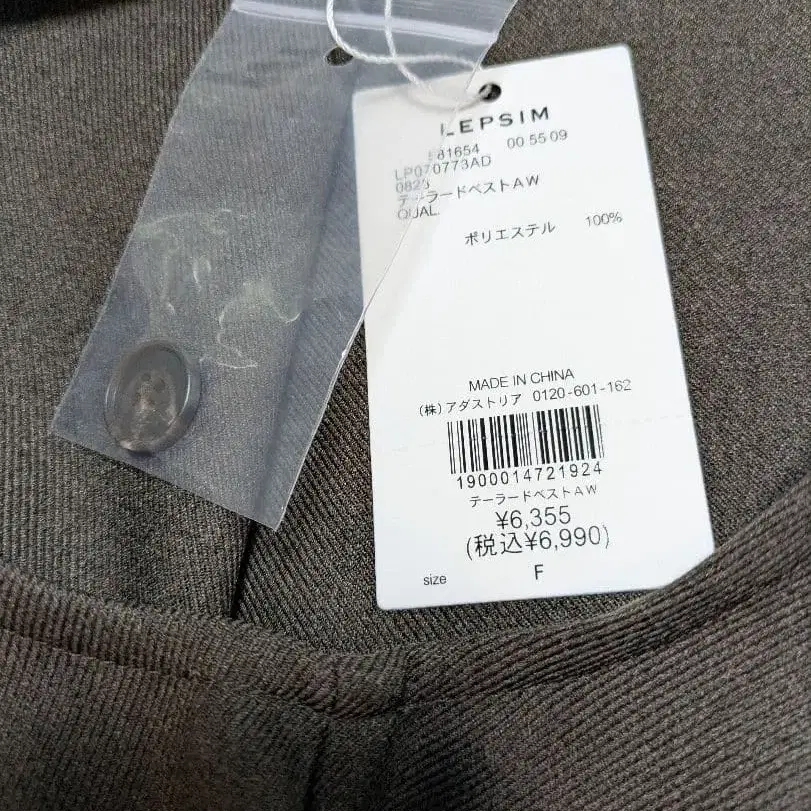 LEPSIM
81654 00 55 09
LP070773AD
082
テーラードベストAW
QUAL
ポリエステル 100%
MADE IN CHINA
(株)アダストリア 0120-601-162
1900014721924
テーラードベストAW
¥6,355
(税込¥6,990)
size F